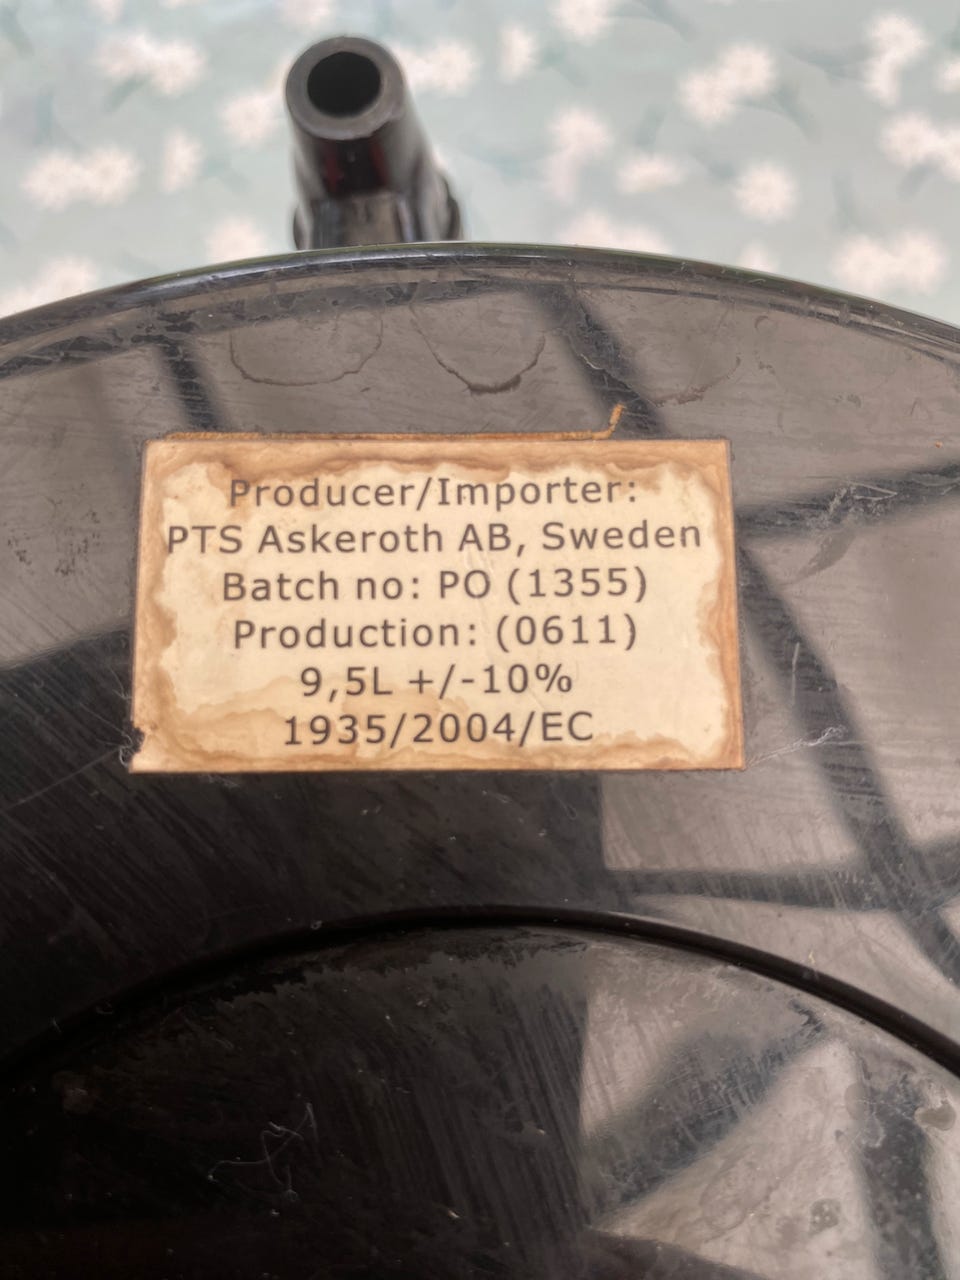 Producer/Importer:
PTS Askeroth AB, Sweden
Batch no: PO (1355)
Production: (0611)
9,5L +/-10%
1935/2004/EC